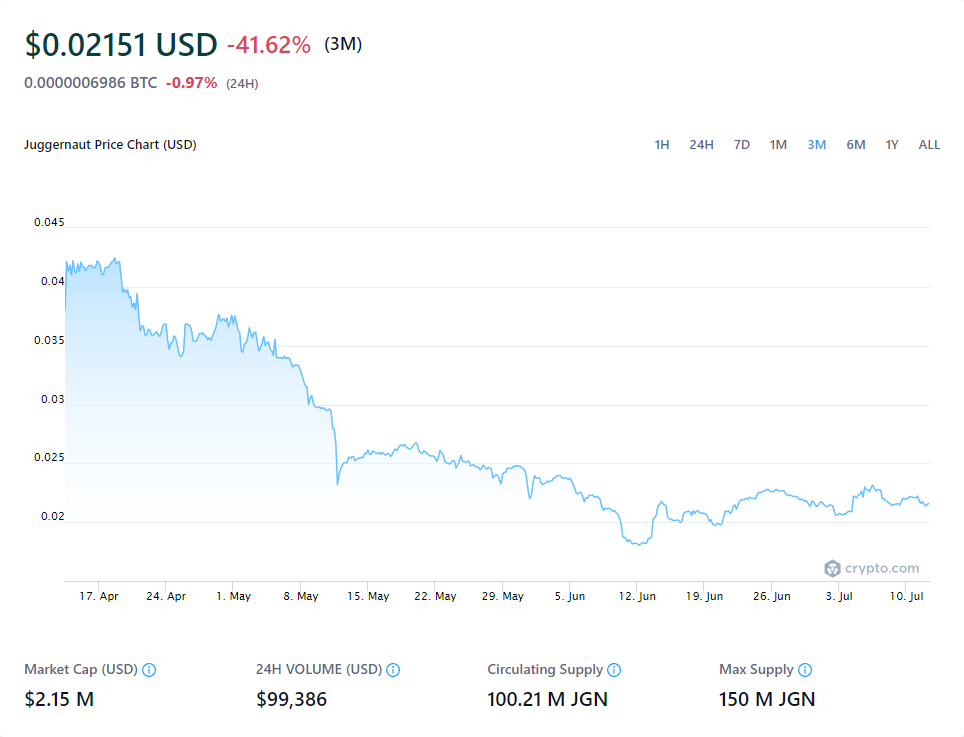 $0.02151 USD -41.62% (3M)
0.0000006986 BTC -0.97% (24H)
Juggernaut Price Chart (USD)
1H 24H 7D 1M 3M 6M 1Y ALL
0.045
0.04
0.035
0.03
0.025
0.02
crypto.com
17. Apr 24. Apr 1. May 8. May 15. May 22. May 29. May 5. Jun 12. Jun 19. Jun 26. Jun 3. Jul 10. Jul
Market Cap (USD) 24H VOLUME (USD) Circulating Supply Max Supply
$2.15 M $99,386 100.21 M JGN 150 M JGN